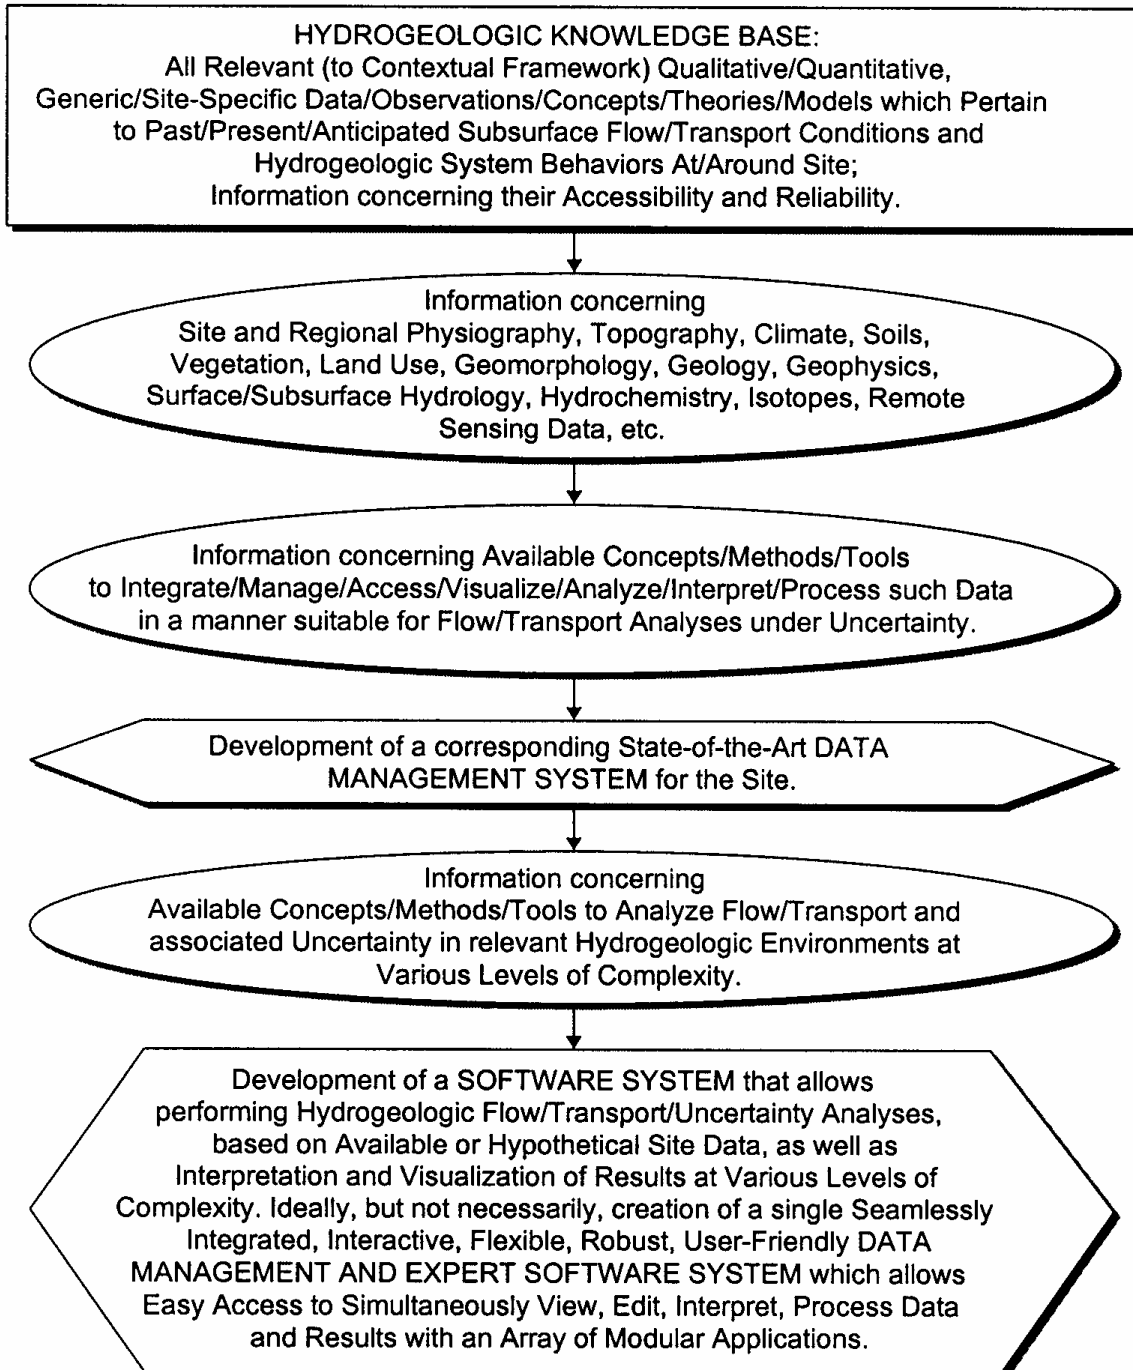 HYDROGEOLOGIC KNOWLEDGE BASE:
All Relevant (to Contextual Framework) Qualitative/Quantitative,
Generic/Site-Specific Data/Observations/Concepts/Theories/Models which Pertain
to Past/Present/Anticipated Subsurface Flow/Transport Conditions and
Hydrogeologic System Behaviors At/Around Site;
Information concerning their Accessibility and Reliability.
Information concerning
Site and Regional Physiography, Topography, Climate, Soils,
Vegetation, Land Use, Geomorphology, Geology, Geophysics,
Surface/Subsurface Hydrology, Hydrochemistry, Isotopes, Remote
Sensing Data, etc.
Information concerning Available Concepts/Methods/Tools
to Integrate/Manage/Access/Visualize/Analyze/Interpret/Process such Data
in a manner suitable for Flow/Transport Analyses under Uncertainty.
Development of a corresponding State-of-the-Art DATA
MANAGEMENT SYSTEM for the Site.
Information concerning
Available Concepts/Methods/Tools to Analyze Flow/Transport and
associated Uncertainty in relevant Hydrogeologic Environments at
Various Levels of Complexity.
Development of a SOFTWARE SYSTEM that allows
performing Hydrogeologic Flow/Transport/Uncertainty Analyses,
based on Available or Hypothetical Site Data, as well as
Interpretation and Visualization of Results at Various Levels of
Complexity. Ideally, but not necessarily, creation of a single Seamlessly
Integrated, Interactive, Flexible, Robust, User-Friendly DATA
MANAGEMENT AND EXPERT SOFTWARE SYSTEM which allows
Easy Access to Simultaneously View, Edit, Interpret, Process Data
and Results with an Array of Modular Applications.